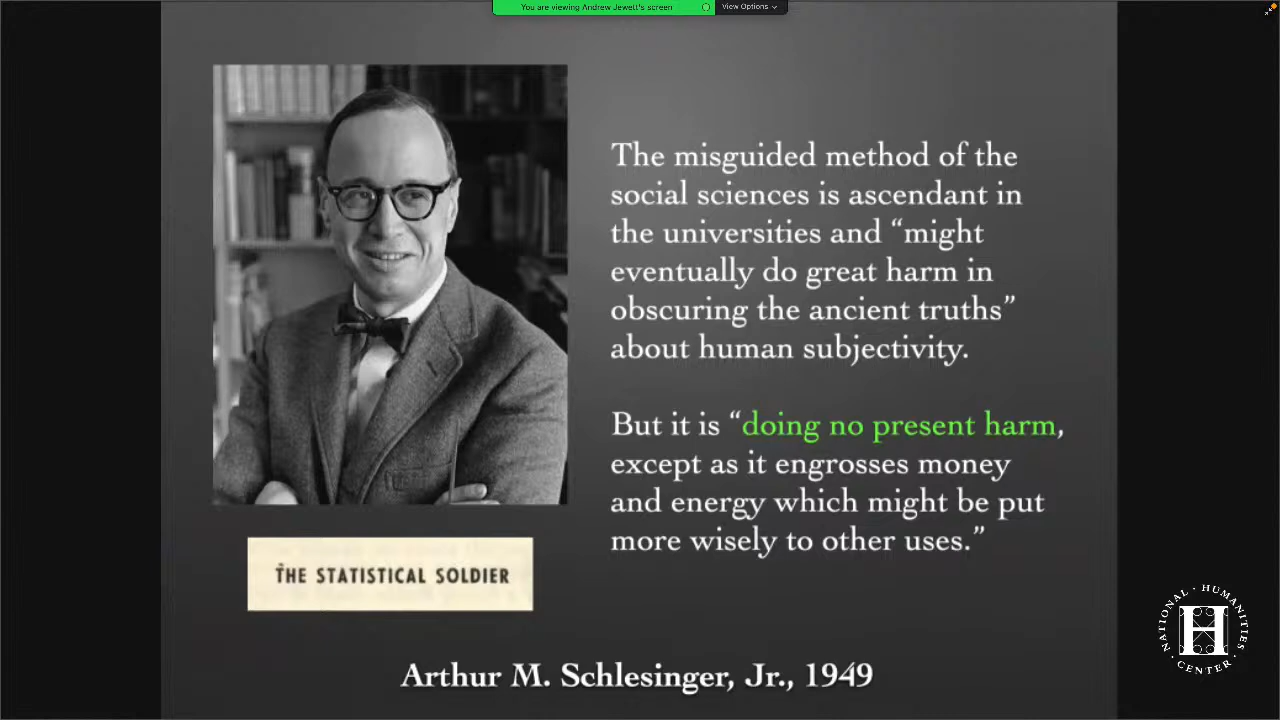 You are viewing Andrew Jewett's screen
View Options
The misguided method of the
social sciences is ascendant in
the universities and “might
eventually do great harm in
obscuring the ancient truths”
about human subjectivity.
But it is “doing no present harm,
except as it engrosses money
and energy which might be put
more wisely to other uses.”
THE STATISTICAL SOLDIER
Arthur M. Schlesinger, Jr., 1949
NATIONAL · HUMANITIES · CENTER ·
H